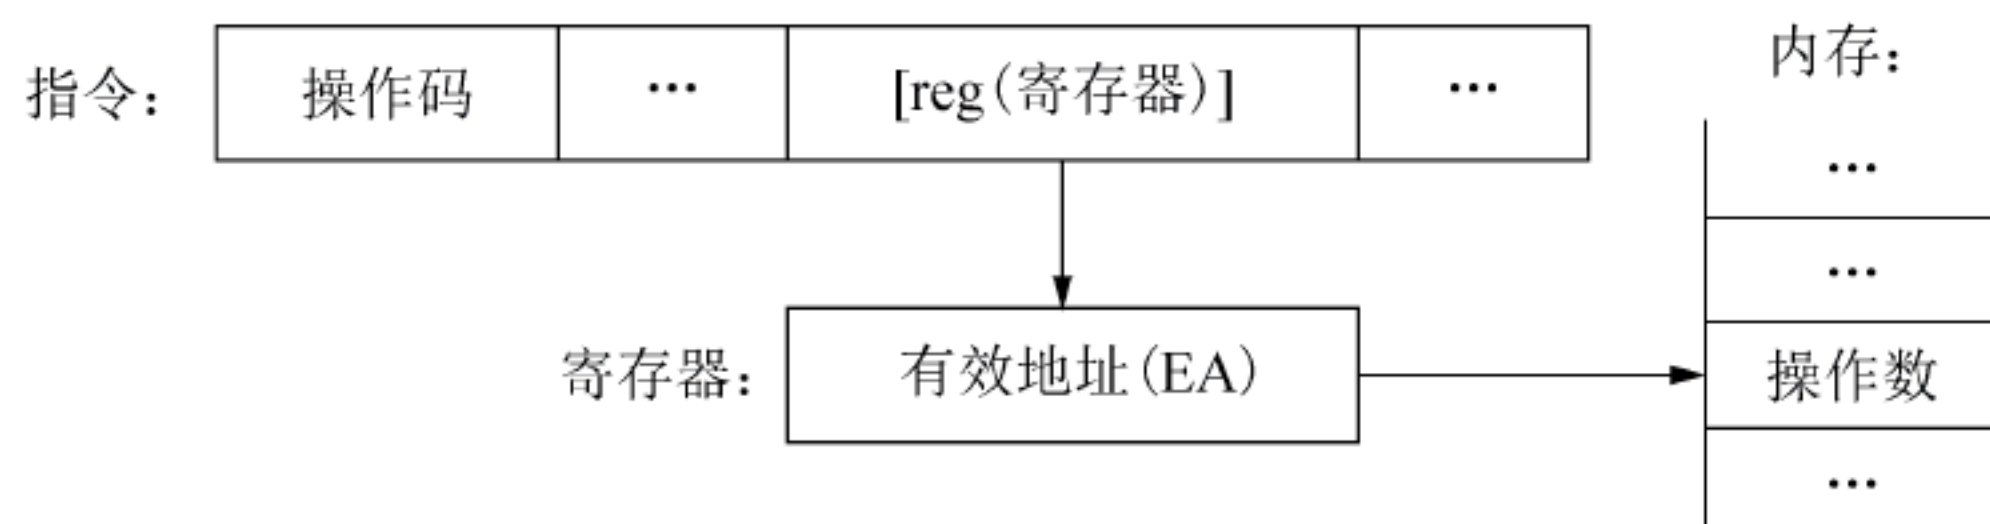 指令： 操作码 … [reg(寄存器)] … 内存：
…
…
寄存器： 有效地址(EA) 操作数
…